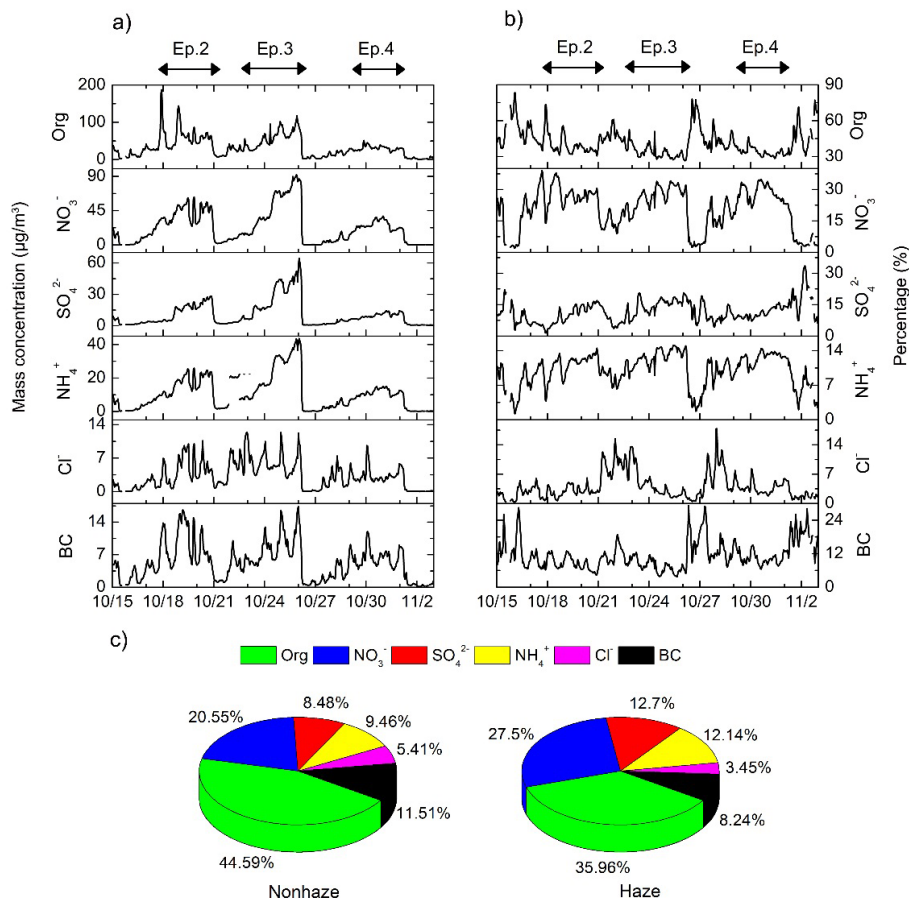 a)
b)
Ep.2 Ep.3 Ep.4
Ep.2 Ep.3 Ep.4
Mass concentration (µg/m³)
Org
200
100
0
NO₃⁻
90
45
0
SO₄²⁻
60
30
0
NH₄⁺
40
20
0
Cl⁻
14
7
0
BC
14
7
0
10/15 10/18 10/21 10/24 10/27 10/30 11/2
90
60
30
Org
30
15
0
NO₃⁻
30
15
0
SO₄²⁻
14
7
0
NH₄⁺
14
7
0
Cl⁻
24
12
0
BC
Percentage (%)
10/15 10/18 10/21 10/24 10/27 10/30 11/2
c)
Org NO₃⁻ SO₄²⁻ NH₄⁺ Cl⁻ BC
20.55%
8.48%
9.46%
5.41%
11.51%
44.59%
Nonhaze
27.5%
12.7%
12.14%
3.45%
8.24%
35.96%
Haze